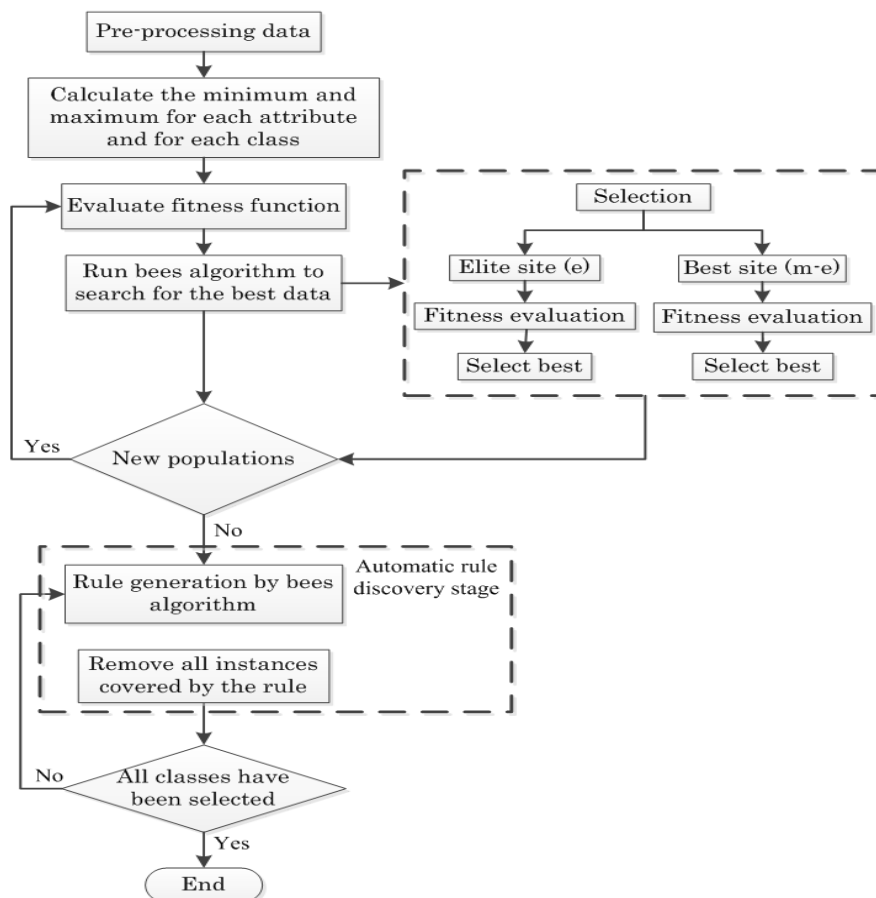 Pre-processing data
Calculate the minimum and
maximum for each attribute
and for each class
Evaluate fitness function
Run bees algorithm to
search for the best data
Selection
Elite site (e)
Best site (m-e)
Fitness evaluation
Fitness evaluation
Select best
Select best
Yes
New populations
No
Automatic rule
discovery stage
Rule generation by bees
algorithm
Remove all instances
covered by the rule
No
All classes have
been selected
Yes
End